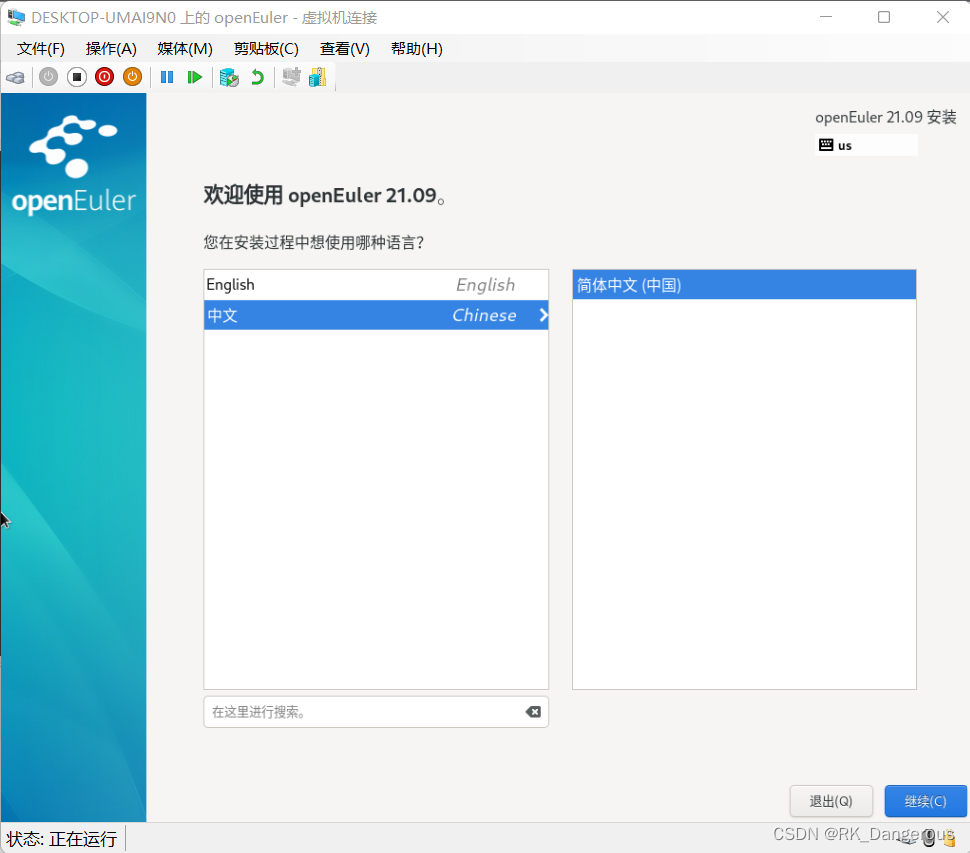 DESKTOP-UMAI9N0 上的 openEuler - 虚拟机连接
文件(F) 操作(A) 媒体(M) 剪贴板(C) 查看(V) 帮助(H)
openEuler
openEuler 21.09 安装
us
欢迎使用 openEuler 21.09。
您在安装过程中想使用哪种语言?
English English
中文 Chinese
简体中文 (中国)
在这里进行搜索。
退出(Q) 继续(C)
状态: 正在运行
CSDN @RK_Dangerous